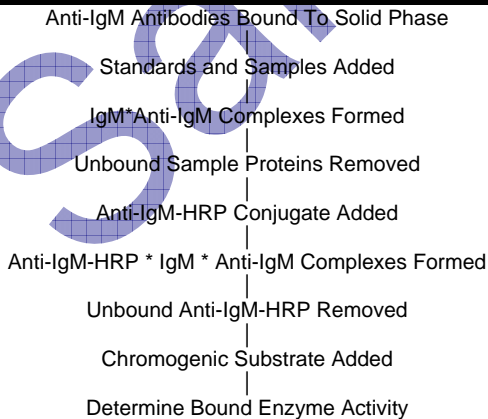 Anti-IgM Antibodies Bound To Solid Phase
Standards and Samples Added
IgM*Anti-IgM Complexes Formed
Unbound Sample Proteins Removed
Anti-IgM-HRP Conjugate Added
Anti-IgM-HRP * IgM * Anti-IgM Complexes Formed
Unbound Anti-IgM-HRP Removed
Chromogenic Substrate Added
Determine Bound Enzyme Activity